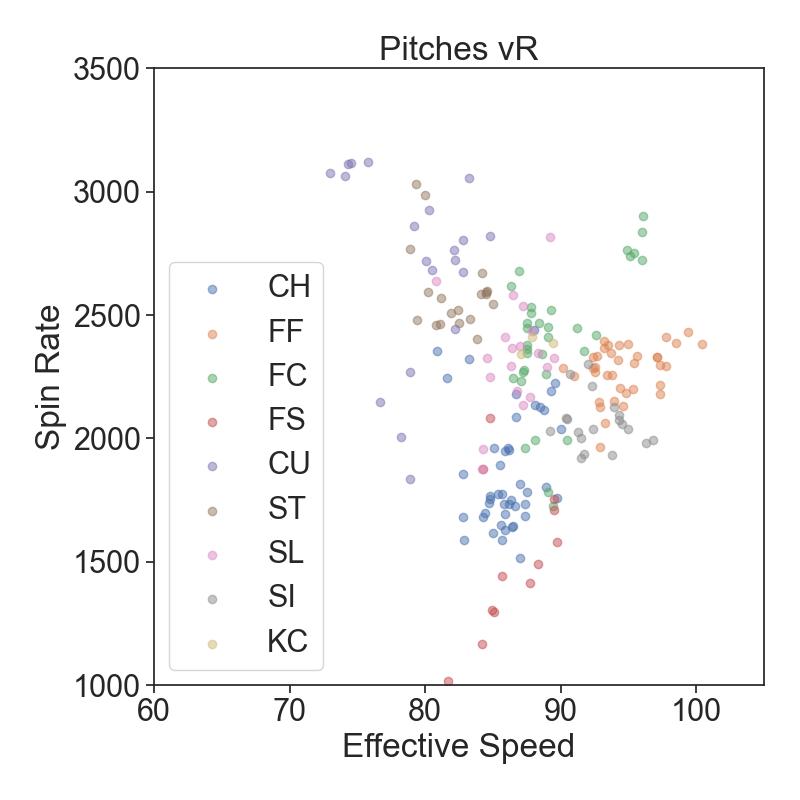 Pitches vR
3500
3000
2500
2000
1500
1000
Spin Rate
CH
FF
FC
FS
CU
ST
SL
SI
KC
60 70 80 90 100
Effective Speed